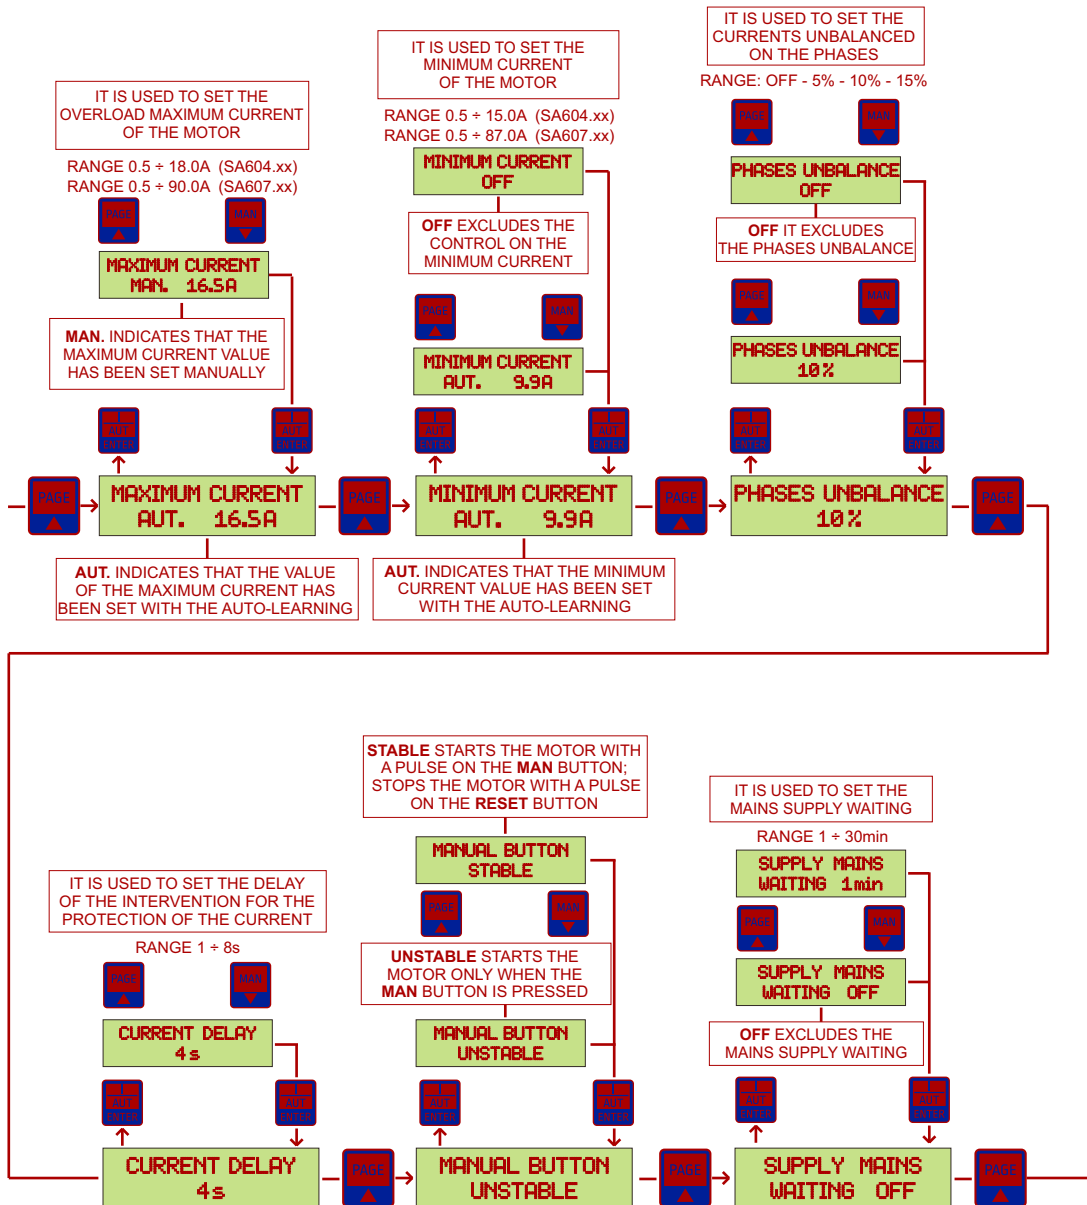 IT IS USED TO SET THE
OVERLOAD MAXIMUM CURRENT
OF THE MOTOR
RANGE 0.5 ÷ 18.0A (SA604.xx)
RANGE 0.5 ÷ 90.0A (SA607.xx)
PAGE
MAN
MAXIMUM CURRENT
MAN. 16.5A
MAN. INDICATES THAT THE
MAXIMUM CURRENT VALUE
HAS BEEN SET MANUALLY
AUT
ENTER
AUT
ENTER
PAGE
MAXIMUM CURRENT
AUT. 16.5A
AUT. INDICATES THAT THE VALUE
OF THE MAXIMUM CURRENT HAS
BEEN SET WITH THE AUTO-LEARNING
IT IS USED TO SET THE
MINIMUM CURRENT
OF THE MOTOR
RANGE 0.5 ÷ 15.0A (SA604.xx)
RANGE 0.5 ÷ 87.0A (SA607.xx)
MINIMUM CURRENT
OFF
OFF EXCLUDES THE
CONTROL ON THE
MINIMUM CURRENT
PAGE
MAN
MINIMUM CURRENT
AUT. 9.9A
AUT
ENTER
AUT
ENTER
PAGE
MINIMUM CURRENT
AUT. 9.9A
AUT. INDICATES THAT THE MINIMUM
CURRENT VALUE HAS BEEN SET
WITH THE AUTO-LEARNING
IT IS USED TO SET THE
CURRENTS UNBALANCED
ON THE PHASES
RANGE: OFF - 5% - 10% - 15%
PAGE
MAN
PHASES UNBALANCE
OFF
OFF IT EXCLUDES
THE PHASES UNBALANCE
PAGE
MAN
PHASES UNBALANCE
10%
AUT
ENTER
AUT
ENTER
PAGE
PHASES UNBALANCE
10%
PAGE
IT IS USED TO SET THE DELAY
OF THE INTERVENTION FOR THE
PROTECTION OF THE CURRENT
RANGE 1 ÷ 8s
PAGE
MAN
CURRENT DELAY
4s
AUT
ENTER
AUT
ENTER
CURRENT DELAY
4s
STABLE STARTS THE MOTOR WITH
A PULSE ON THE MAN BUTTON;
STOPS THE MOTOR WITH A PULSE
ON THE RESET BUTTON
MANUAL BUTTON
STABLE
PAGE
MAN
UNSTABLE STARTS THE
MOTOR ONLY WHEN THE
MAN BUTTON IS PRESSED
MANUAL BUTTON
UNSTABLE
AUT
ENTER
AUT
ENTER
PAGE
MANUAL BUTTON
UNSTABLE
IT IS USED TO SET THE
MAINS SUPPLY WAITING
RANGE 1 ÷ 30min
SUPPLY MAINS
WAITING 1min
PAGE
MAN
SUPPLY MAINS
WAITING OFF
OFF EXCLUDES THE
MAINS SUPPLY WAITING
AUT
ENTER
AUT
ENTER
PAGE
SUPPLY MAINS
WAITING OFF
PAGE